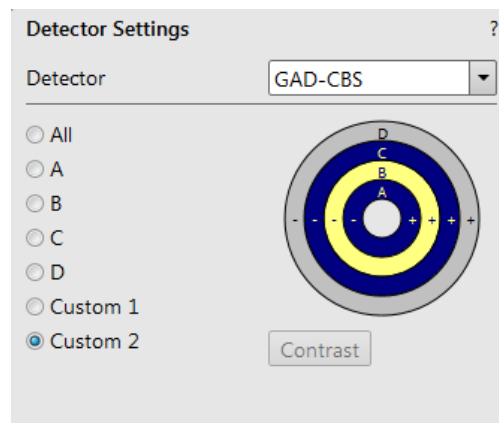 Detector Settings ?
Detector GAD-CBS
All
A
B
C
D
Custom 1
Custom 2
D
C
B
A
- - - - + + + +
Contrast